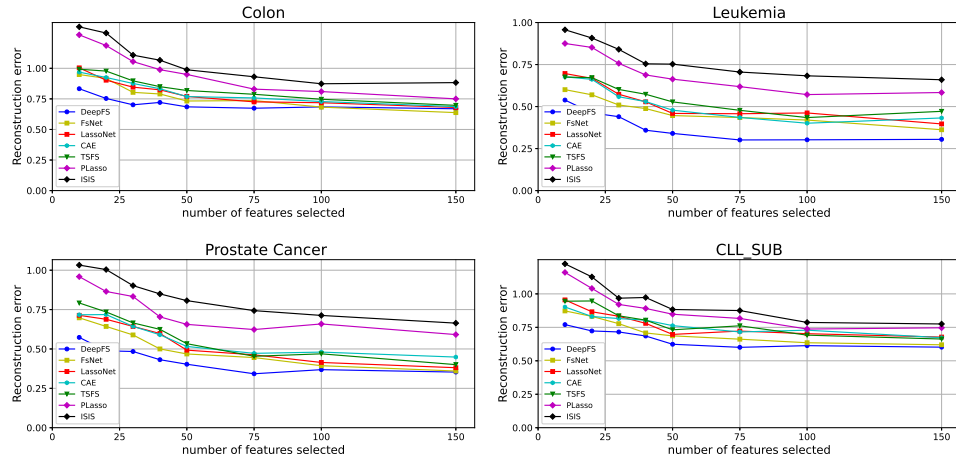 Colon
Reconstruction error
1.00
0.75
0.50
0.25
0.00
DeepFS
FsNet
LassoNet
CAE
TSFS
PLasso
ISIS
0 25 50 75 100 125 150
number of features selected
Leukemia
Reconstruction error
1.00
0.75
0.50
0.25
0.00
DeepFS
FsNet
LassoNet
CAE
TSFS
PLasso
ISIS
0 25 50 75 100 125 150
number of features selected
Prostate Cancer
Reconstruction error
1.00
0.75
0.50
0.25
0.00
DeepFS
FsNet
LassoNet
CAE
TSFS
PLasso
ISIS
0 25 50 75 100 125 150
number of features selected
CLL_SUB
Reconstruction error
1.00
0.75
0.50
0.25
0.00
DeepFS
FsNet
LassoNet
CAE
TSFS
PLasso
ISIS
0 25 50 75 100 125 150
number of features selected